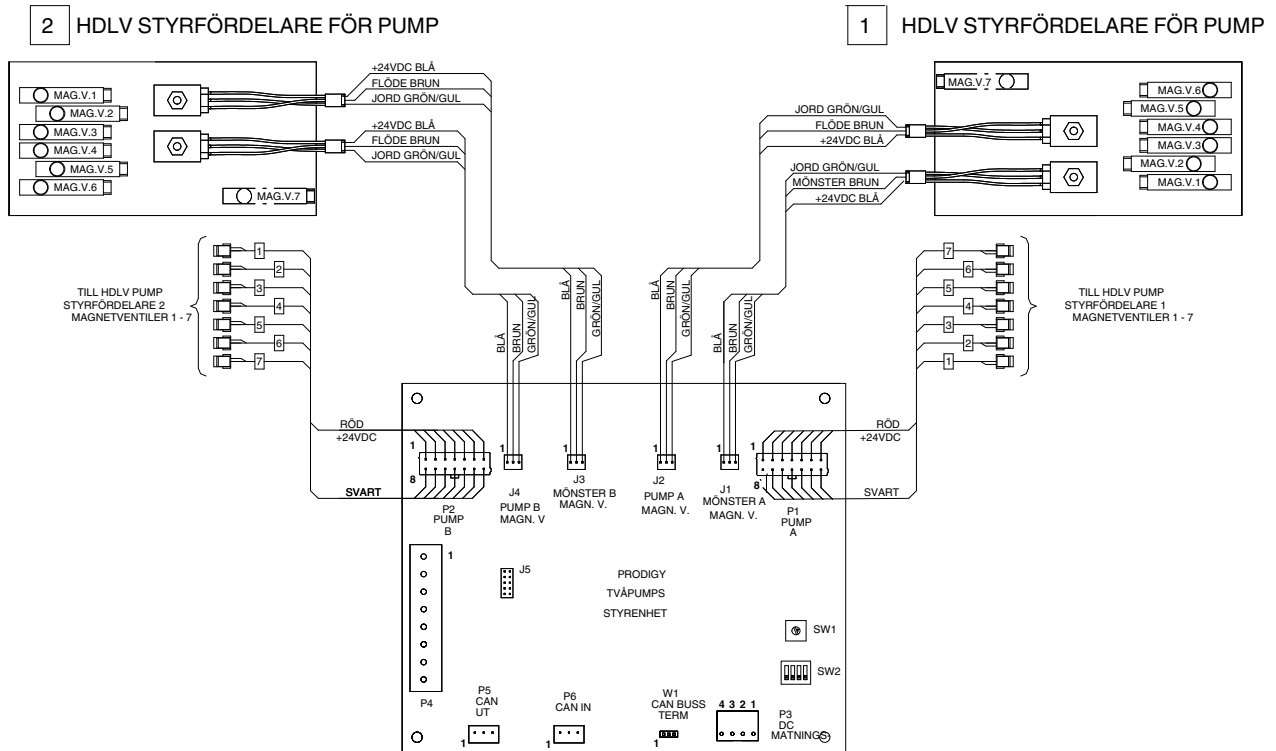 2 HDLV STYRFÖRDELARE FÖR PUMP
1 HDLV STYRFÖRDELARE FÖR PUMP
MAG.V.1
MAG.V.2
MAG.V.3
MAG.V.4
MAG.V.5
MAG.V.6
MAG.V.7
+24VDC BLÅ
FLÖDE BRUN
JORD GRÖN/GUL
+24VDC BLÅ
FLÖDE BRUN
JORD GRÖN/GUL
JORD GRÖN/GUL
FLÖDE BRUN
+24VDC BLÅ
JORD GRÖN/GUL
MÖNSTER BRUN
+24VDC BLÅ
MAG.V.7
MAG.V.6
MAG.V.5
MAG.V.4
MAG.V.3
MAG.V.2
MAG.V.1
TILL HDLV PUMP
STYRFÖRDELARE 2
MAGNETVENTILER 1 - 7
1
2
3
4
5
6
7
BLÅ
BRUN
GRÖN/GUL
BLÅ
BRUN
GRÖN/GUL
BLÅ
BRUN
GRÖN/GUL
BLÅ
BRUN
GRÖN/GUL
7
6
5
4
3
2
1
TILL HDLV PUMP
STYRFÖRDELARE 1
MAGNETVENTILER 1 - 7
RÖD
+24VDC
SVART
1
8
P2
PUMP
B
1
J4
PUMP B
MAGN. V
1
J3
MÖNSTER B
MAGN. V.
1
J2
PUMP A
MAGN. V.
1
J1
MÖNSTER A
MAGN. V.
1
8
P1
PUMP
A
RÖD
+24VDC
SVART
1
P4
J5
PRODIGY
TVÅPUMPS
STYRENHET
SW1
SW2
P5
CAN
UT
1
P6
CAN IN
1
W1
CAN BUSS
TERM
1
4 3 2 1
P3
DC
MATNINGS